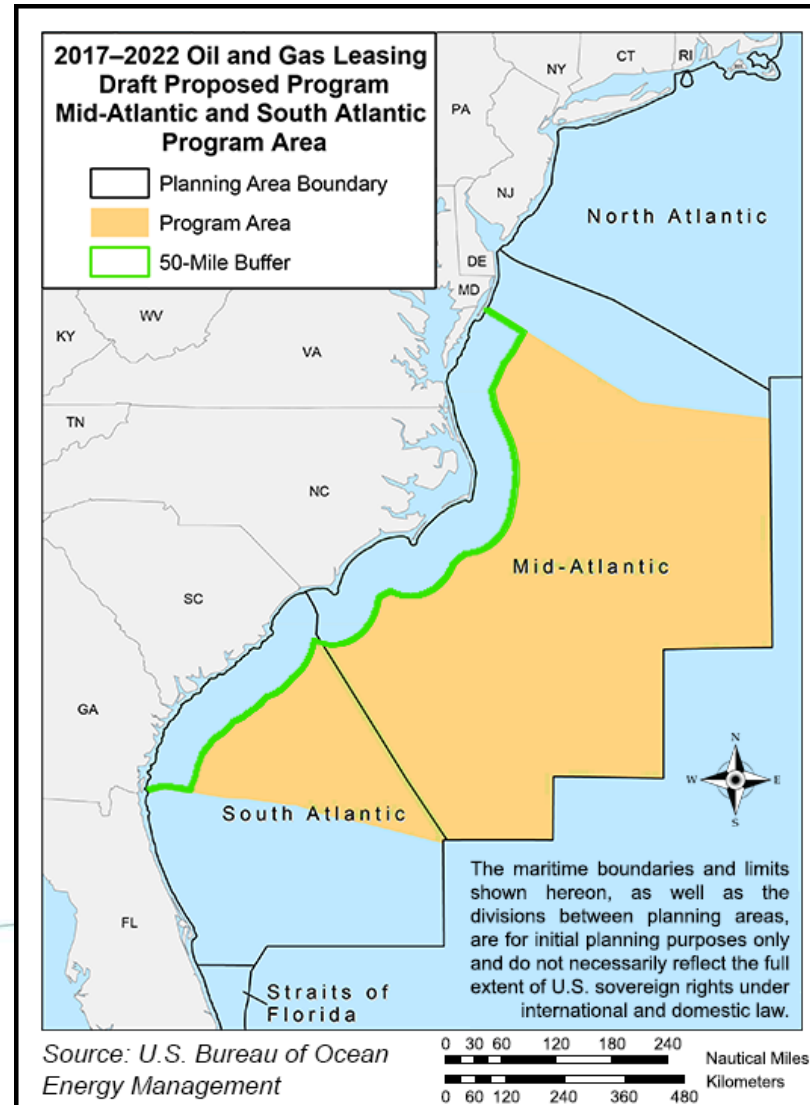 2017–2022 Oil and Gas Leasing
Draft Proposed Program
Mid-Atlantic and South Atlantic
Program Area
Planning Area Boundary
Program Area
50-Mile Buffer
NY
CT
RI
PA
NJ
North Atlantic
DE
MD
WV
KY
VA
TN
NC
Mid-Atlantic
SC
GA
N
W
E
S
South Atlantic
FL
The maritime boundaries and limits
shown hereon, as well as the
divisions between planning areas,
are for initial planning purposes only
and do not necessarily reflect the full
extent of U.S. sovereign rights under
international and domestic law.
Straits of
Florida
Source: U.S. Bureau of Ocean
Energy Management
0 30 60 120 180 240
Nautical Miles
Kilometers
0 60 120 240 360 480